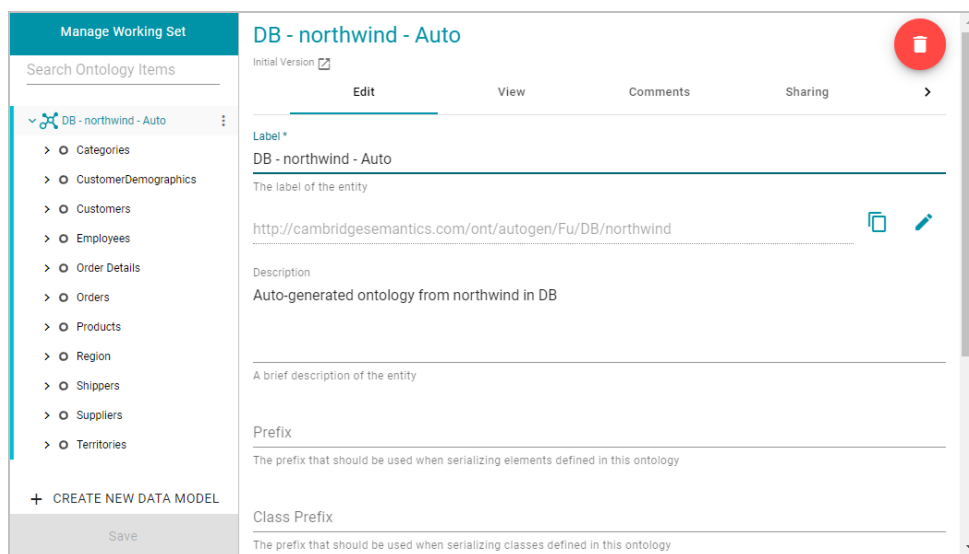 Manage Working Set
Search Ontology Items
DB - northwind - Auto
Categories
CustomerDemographics
Customers
Employees
Order Details
Orders
Products
Region
Shippers
Suppliers
Territories
+ CREATE NEW DATA MODEL
Save
DB - northwind - Auto
Initial Version
Edit View Comments Sharing
Label *
DB - northwind - Auto
The label of the entity
http://cambridgesemantics.com/ont/autogen/Fu/DB/northwind
Description
Auto-generated ontology from northwind in DB
A brief description of the entity
Prefix
The prefix that should be used when serializing elements defined in this ontology
Class Prefix
The prefix that should be used when serializing classes defined in this ontology